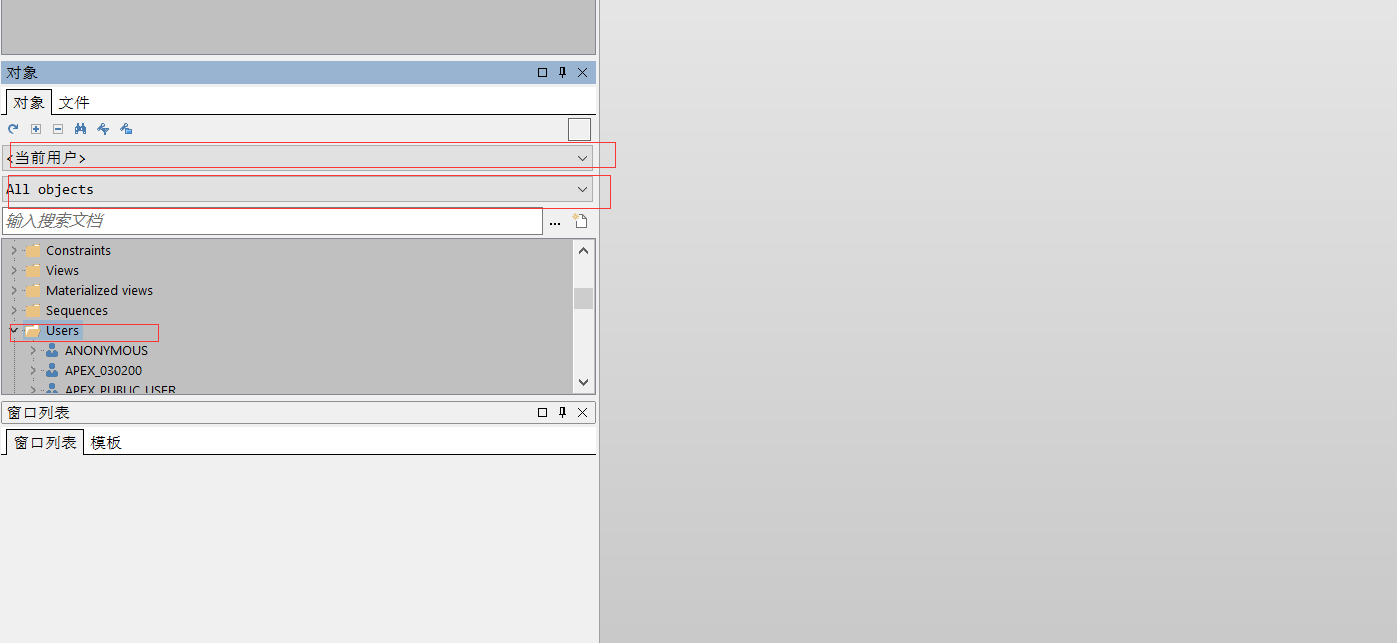 对象
对象 文件
<当前用户>
All objects
输入搜索文档 ...
Constraints
Views
Materialized views
Sequences
Users
ANONYMOUS
APEX_030200
APEX_PUBLIC_USER
窗口列表
窗口列表 模板